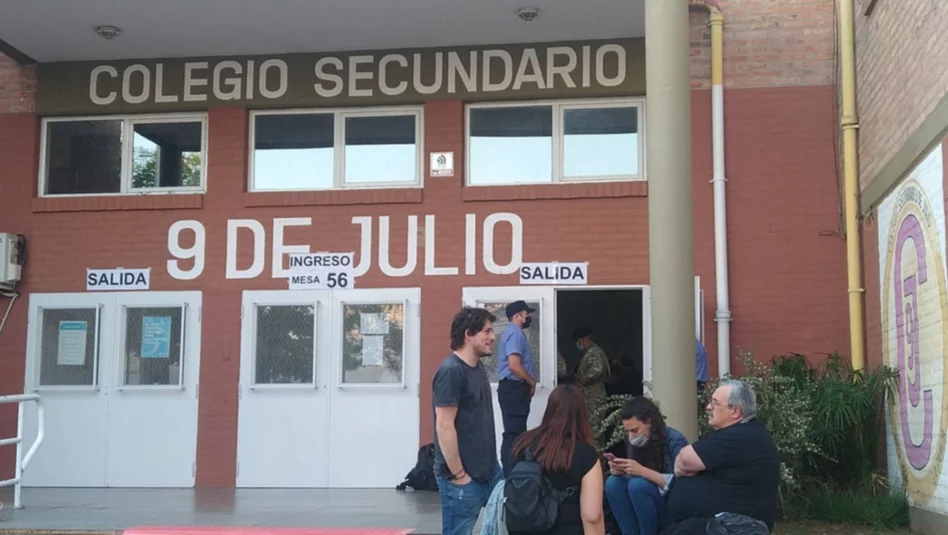 COLEGIO SECUNDARIO
9 DE JULIO
SALIDA
INGRESO
MESA 56
SALIDA